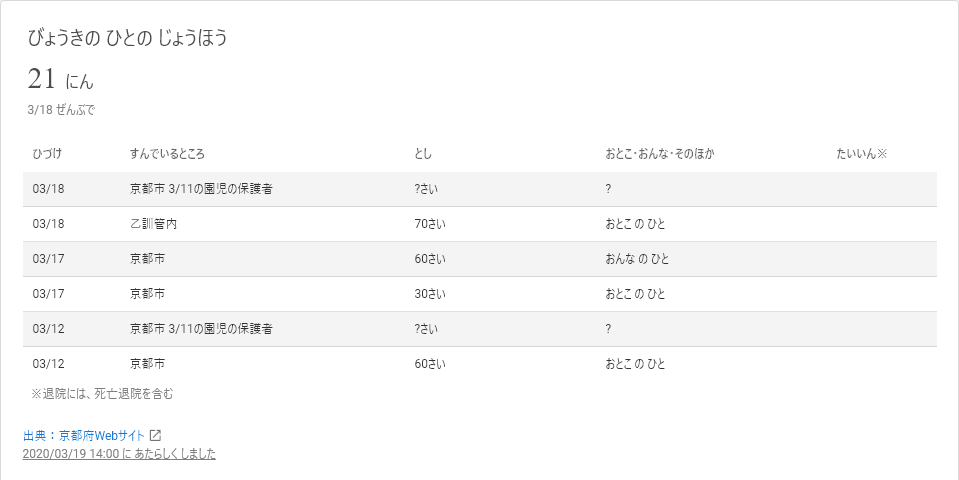 びょうきの ひとの じょうほう
21 にん
3/18 ぜんぶで
ひづけ すんでいるところ とし おとこ・おんな・そのほか たいいん※
03/18 京都市 3/11の園児の保護者 ?さい ?
03/18 乙訓管内 70さい おとこ の ひと
03/17 京都市 60さい おんな の ひと
03/17 京都市 30さい おとこ の ひと
03/12 京都市 3/11の園児の保護者 ?さい ?
03/12 京都市 60さい おとこ の ひと
※退院には、死亡退院を含む
出典：京都府Webサイト
2020/03/19 14:00 に あたらしく しました